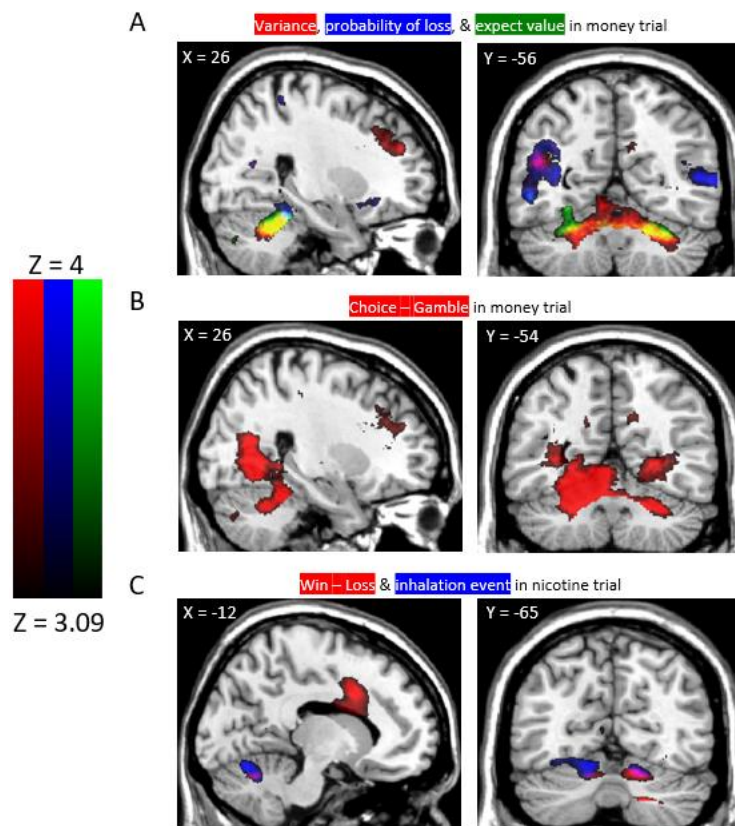 A
Variance, probability of loss, & expect value in money trial
X = 26
Y = -56
Z = 4
B
Choice – Gamble in money trial
X = 26
Y = -54
Z = 3.09
C
Win – Loss & inhalation event in nicotine trial
X = -12
Y = -65